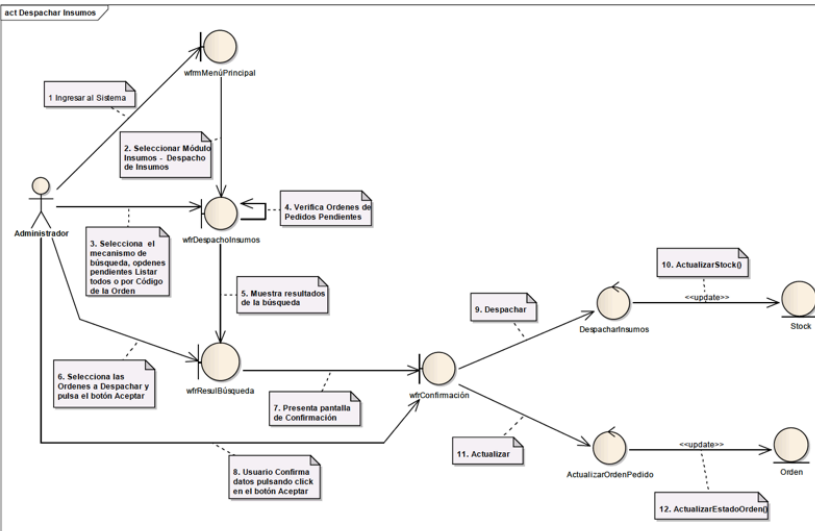 act Despachar Insumos
wfrmMenúPrincipal
1 Ingresar al Sistema
2. Seleccionar Módulo
Insumos - Despacho
de Insumos
Administrador
wfrDespachoInsumos
4. Verifica Ordenes de
Pedidos Pendientes
3. Selecciona el
mecanismo de
búsqueda, opdenes
pendientes Listar
todos o por Código
de la Orden
5. Muestra resultados
de la búsqueda
10. ActualizarStock()
<<update>>
9. Despachar
DespacharInsumos
Stock
6. Selecciona las
Ordenes a Despachar y
pulsa el botón Aceptar
wfrResulBúsqueda
wfrConfirmación
7. Presenta pantalla
de Confirmación
11. Actualizar
<<update>>
ActualizarOrdenPedido
Orden
8. Usuario Confirma
datos pulsando click
en el botón Aceptar
12. ActualizarEstadoOrden()